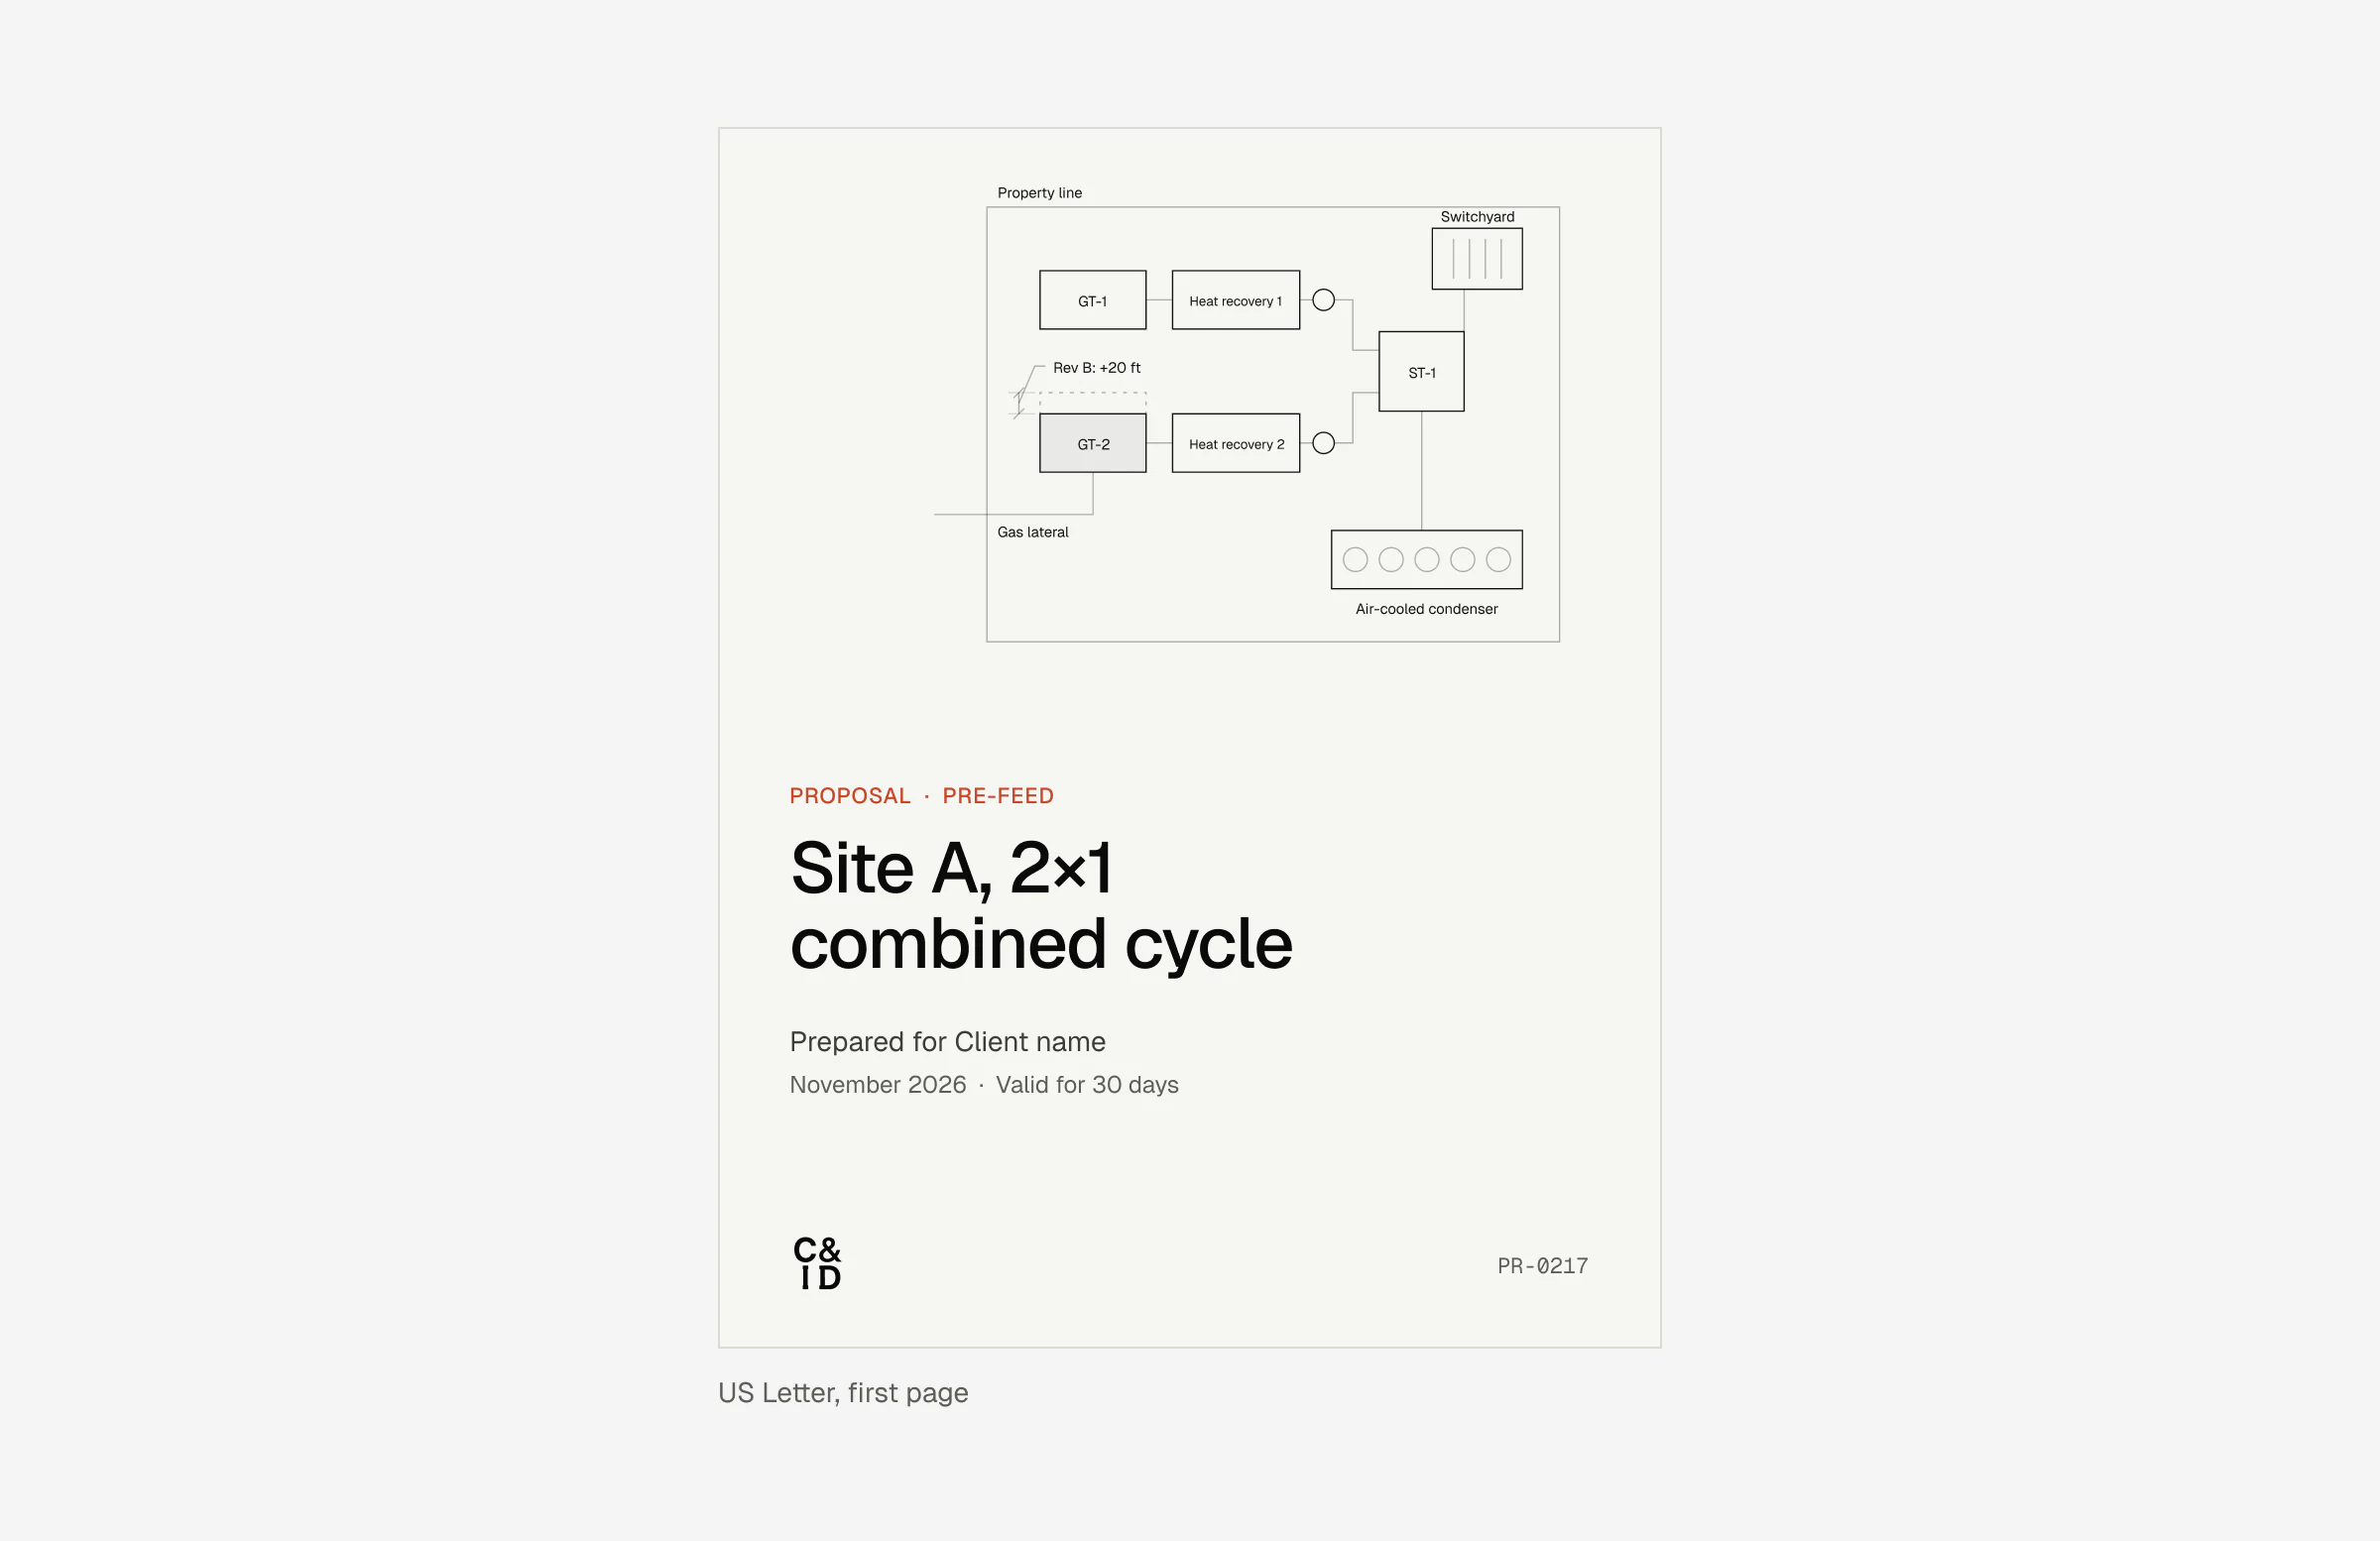 Property line
Switchyard
GT-1
Heat recovery 1
Rev B: +20 ft
ST-1
GT-2
Heat recovery 2
Gas lateral
Air-cooled condenser
PROPOSAL · PRE-FEED
Site A, 2×1
combined cycle
Prepared for Client name
November 2026 · Valid for 30 days
C&
ID
PR-0217
US Letter, first page